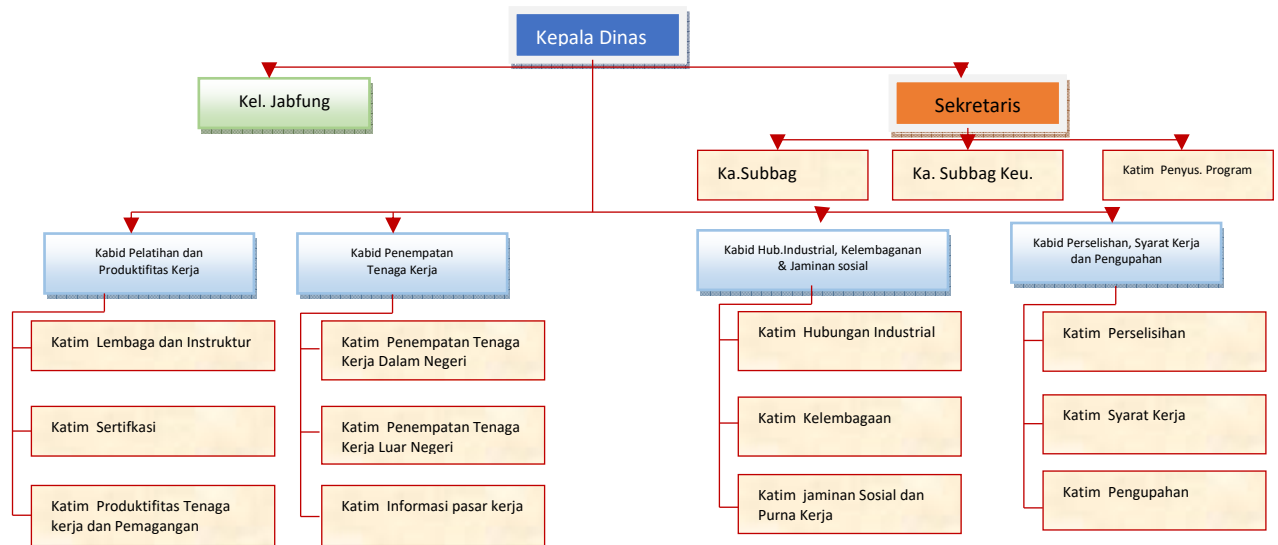 Kepala Dinas
Kel. Jabfung
Sekretaris
Ka.Subbag
Ka. Subbag Keu.
Katim Penyus. Program
Kabid Pelatihan dan
Produktifitas Kerja
Kabid Penempatan
Tenaga Kerja
Kabid Hub.Industrial, Kelembaganan
& Jaminan sosial
Kabid Perselishan, Syarat Kerja
dan Pengupahan
Katim Lembaga dan Instruktur
Katim Sertifkasi
Katim Produktifitas Tenaga
kerja dan Pemagangan
Katim Penempatan Tenaga
Kerja Dalam Negeri
Katim Penempatan Tenaga
Kerja Luar Negeri
Katim Informasi pasar kerja
Katim Hubungan Industrial
Katim Kelembagaan
Katim jaminan Sosial dan
Purna Kerja
Katim Perselisihan
Katim Syarat Kerja
Katim Pengupahan